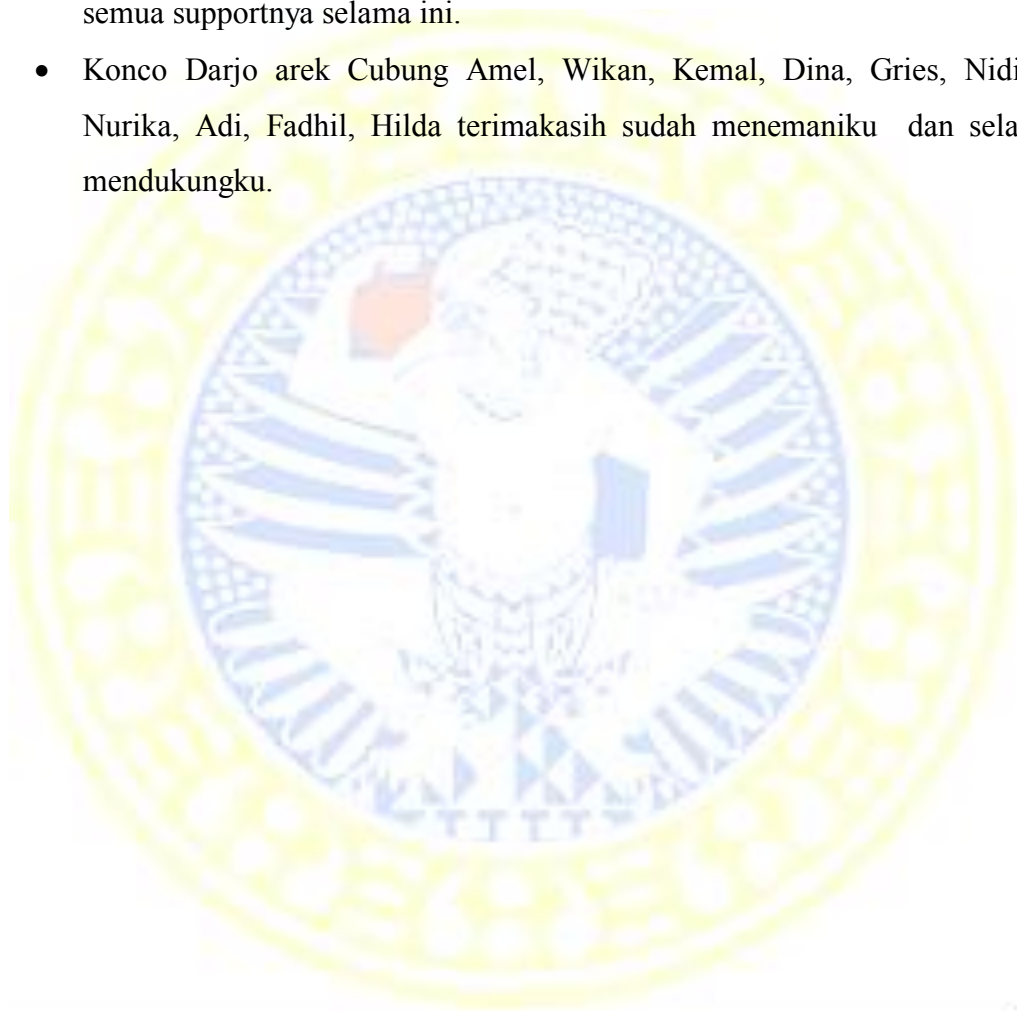 semua supportnya selama ini.
• Konco Darjo arek Cubung Amel, Wikan, Kemal, Dina, Gries,
Nurika, Adi, Fadhil, Hilda terimakasih sudah menemaniku dan
mendukungku.